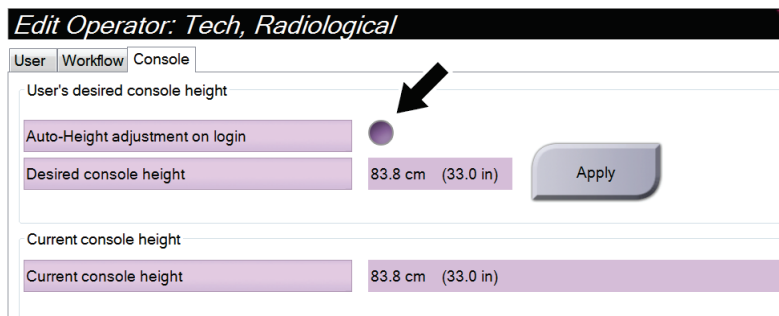 Edit Operator: Tech, Radiological
User Workflow Console
User's desired console height
Auto-Height adjustment on login
Desired console height 83.8 cm (33.0 in) Apply
Current console height
Current console height 83.8 cm (33.0 in)